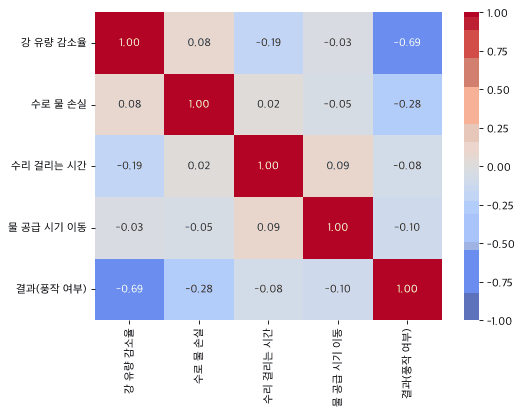 강 유량 감소율 1.00 0.08 -0.19 -0.03 -0.69
수로 물 손실 0.08 1.00 0.02 -0.05 -0.28
수리 걸리는 시간 -0.19 0.02 1.00 0.09 -0.08
물 공급 시기 이동 -0.03 -0.05 0.09 1.00 -0.10
결과(풍작 여부) -0.69 -0.28 -0.08 -0.10 1.00
강 유량 감소율
수로 물 손실
수리 걸리는 시간
물 공급 시기 이동
결과(풍작 여부)
1.00
0.75
0.50
0.25
0.00
-0.25
-0.50
-0.75
-1.00